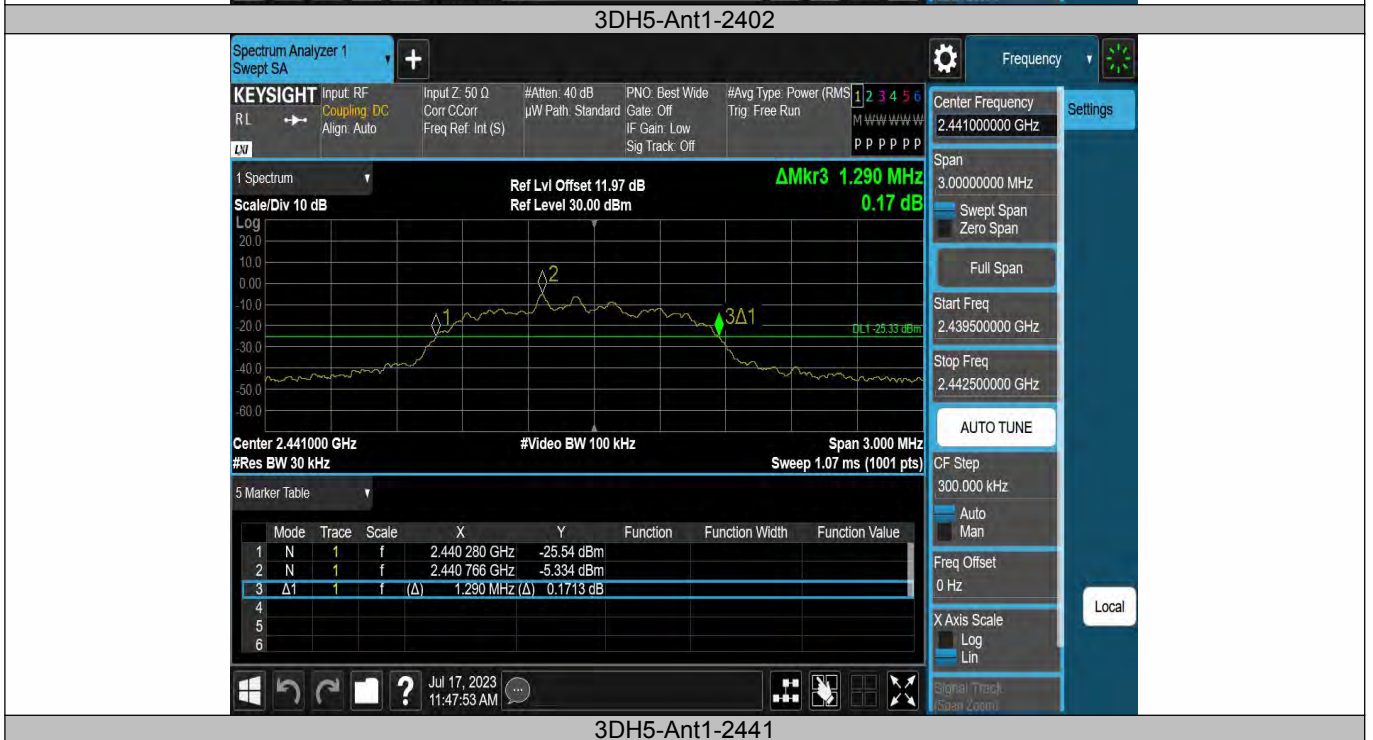 3DH5-Ant1-2402
Spectrum Analyzer 1
Swept SA
+
Frequency
KEYSIGHT
RL
LXI
Input: RF
Coupling: DC
Align: Auto
Input Z: 50 Ω
Corr CCorr
Freq Ref: Int (S)
#Atten: 40 dB
µW Path: Standard
PNO: Best Wide
Gate: Off
IF Gain: Low
Sig Track: Off
#Avg Type: Power (RMS
Trig: Free Run
1 2 3 4 5 6
M W W W W W
P P P P P P
Center Frequency
2.441000000 GHz
Settings
Span
3.00000000 MHz
Swept Span
Zero Span
Full Span
Start Freq
2.439500000 GHz
Stop Freq
2.442500000 GHz
AUTO TUNE
CF Step
300.000 kHz
Auto
Man
Freq Offset
0 Hz
X Axis Scale
Log
Lin
Signal Track
(Span Zoom)
Local
1 Spectrum
Scale/Div 10 dB
Ref Lvl Offset 11.97 dB
Ref Level 30.00 dBm
ΔMkr3 1.290 MHz
0.17 dB
Log
20.0
10.0
0.00
-10.0
-20.0
-30.0
-40.0
-50.0
-60.0
1
2
3Δ1
DL1 -25.33 dBm
Center 2.441000 GHz
#Video BW 100 kHz
Span 3.000 MHz
#Res BW 30 kHz
Sweep 1.07 ms (1001 pts)
5 Marker Table
Mode Trace Scale X Y Function Function Width Function Value
1 N 1 f 2.440 280 GHz -25.54 dBm
2 N 1 f 2.440 766 GHz -5.334 dBm
3 Δ1 1 f (Δ) 1.290 MHz (Δ) 0.1713 dB
4
5
6
?
Jul 17, 2023
11:47:53 AM
3DH5-Ant1-2441